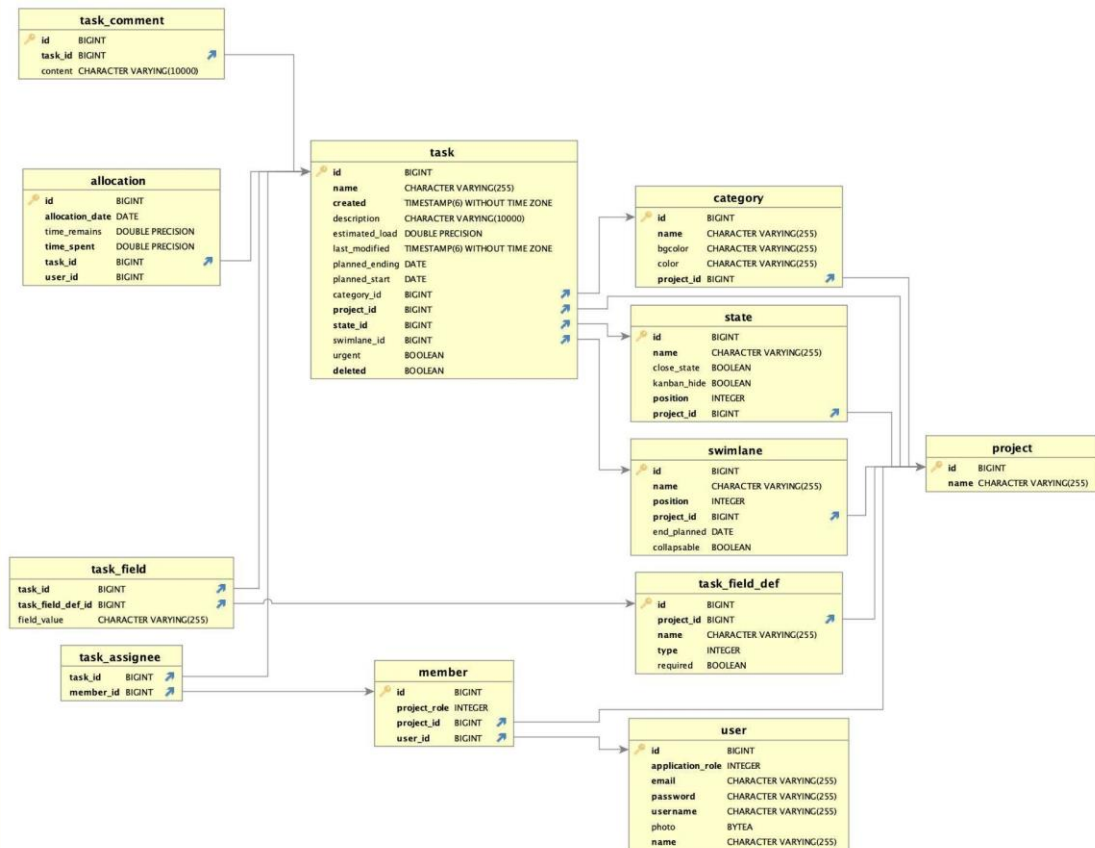 task_comment
id BIGINT
task_id BIGINT
content CHARACTER VARYING(10000)
allocation
id BIGINT
allocation_date DATE
time_remains DOUBLE PRECISION
time_spent DOUBLE PRECISION
task_id BIGINT
user_id BIGINT
task
id BIGINT
name CHARACTER VARYING(255)
created TIMESTAMP(6) WITHOUT TIME ZONE
description CHARACTER VARYING(10000)
estimated_load DOUBLE PRECISION
last_modified TIMESTAMP(6) WITHOUT TIME ZONE
planned_ending DATE
planned_start DATE
category_id BIGINT
project_id BIGINT
state_id BIGINT
swimlane_id BIGINT
urgent BOOLEAN
deleted BOOLEAN
category
id BIGINT
name CHARACTER VARYING(255)
bgcolor CHARACTER VARYING(255)
color CHARACTER VARYING(255)
project_id BIGINT
state
id BIGINT
name CHARACTER VARYING(255)
close_state BOOLEAN
kanban_hide BOOLEAN
position INTEGER
project_id BIGINT
swimlane
id BIGINT
name CHARACTER VARYING(255)
position INTEGER
project_id BIGINT
end_planned DATE
collapsable BOOLEAN
project
id BIGINT
name CHARACTER VARYING(255)
task_field
task_id BIGINT
task_field_def_id BIGINT
field_value CHARACTER VARYING(255)
task_field_def
id BIGINT
project_id BIGINT
name CHARACTER VARYING(255)
type INTEGER
required BOOLEAN
task_assignee
task_id BIGINT
member_id BIGINT
member
id BIGINT
project_role INTEGER
project_id BIGINT
user_id BIGINT
user
id BIGINT
application_role INTEGER
email CHARACTER VARYING(255)
password CHARACTER VARYING(255)
username CHARACTER VARYING(255)
photo BYTEA
name CHARACTER VARYING(255)